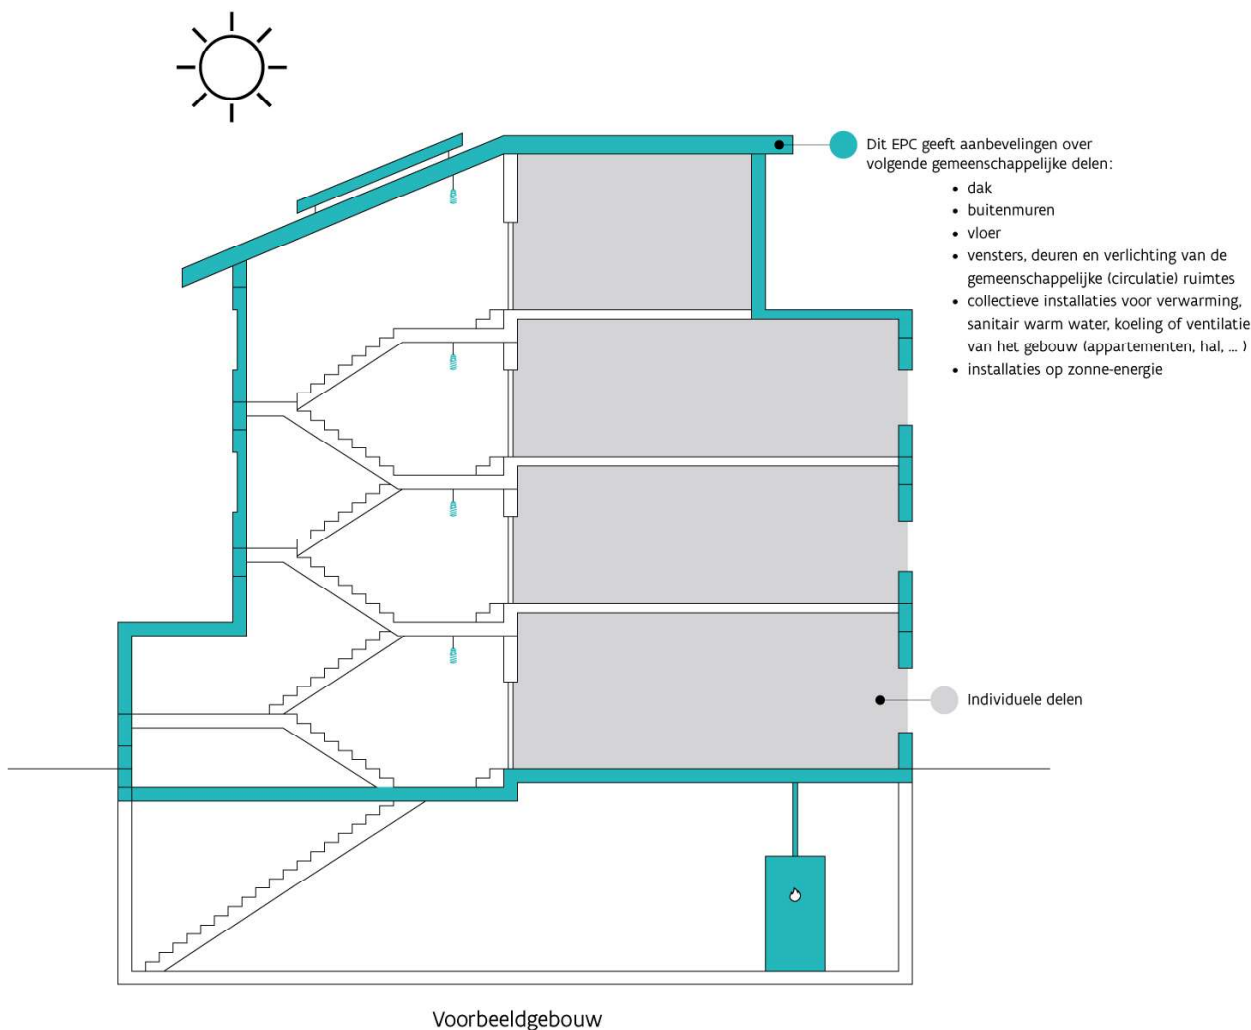 Dit EPC geeft aanbevelingen over
volgende gemeenschappelijke delen:
• dak
• buitenmuren
• vloer
• vensters, deuren en verlichting van de
gemeenschappelijke (circulatie) ruimtes
• collectieve installaties voor verwarming,
sanitair warm water, koeling of ventilatie
van het gebouw (appartementen, hal, ... )
• installaties op zonne-energie
Individuele delen
Voorbeeldgebouw